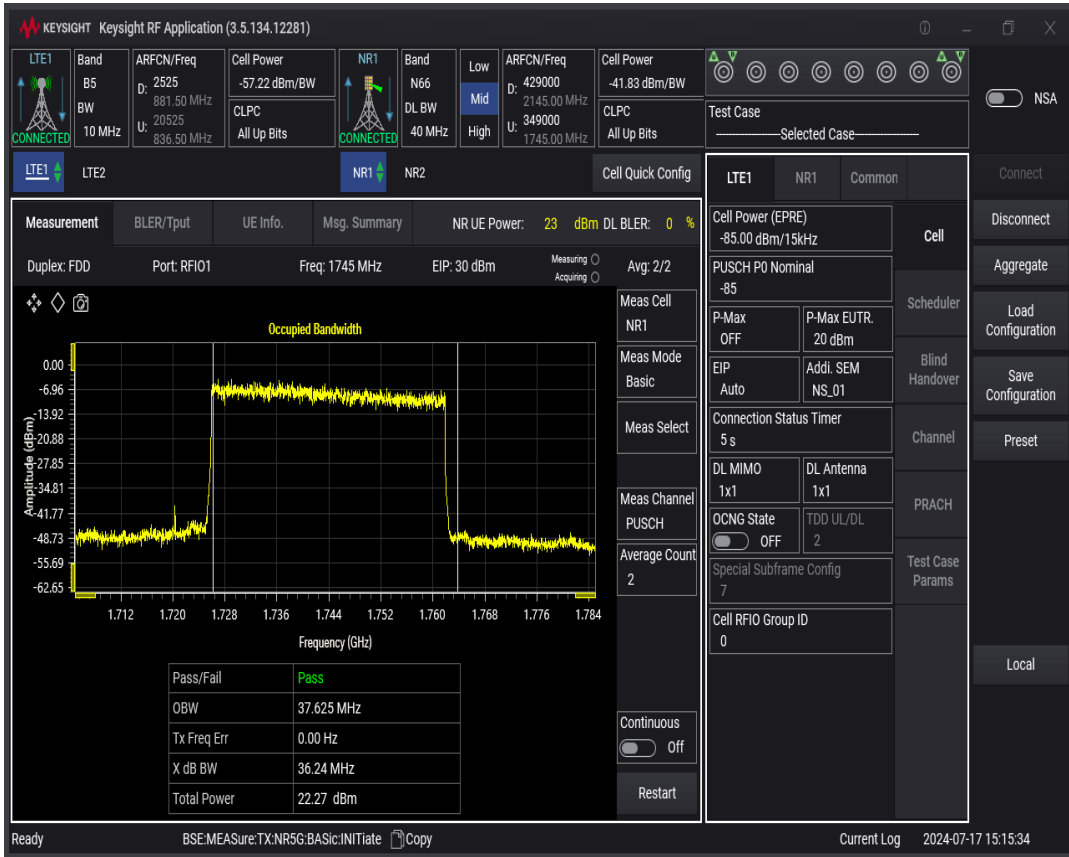 KEYSIGHT Keysight RF Application (3.5.134.12281)
LTE1
CONNECTED
Band
B5
BW
10 MHz
ARFCN/Freq
D: 2525
881.50 MHz
U: 20525
836.50 MHz
Cell Power
-57.22 dBm/BW
CLPC
All Up Bits
NR1
CONNECTED
Band
N66
DL BW
40 MHz
Low
Mid
High
ARFCN/Freq
D: 429000
2145.00 MHz
U: 349000
1745.00 MHz
Cell Power
-41.83 dBm/BW
CLPC
All Up Bits
A B A B
Test Case
--------------------Selected Case--------------------
NSA
LTE1 LTE2 NR1 NR2 Cell Quick Config
Measurement BLER/Tput UE Info. Msg. Summary NR UE Power: 23 dBm DL BLER: 0 %
Duplex: FDD Port: RFIO1 Freq: 1745 MHz EIP: 30 dBm Measuring Avg: 2/2
Acquiring
Occupied Bandwidth
Amplitude (dBm)
0.00
-6.96
-13.92
-20.88
-27.85
-34.81
-41.77
-48.73
-55.69
-62.65
1.712 1.720 1.728 1.736 1.744 1.752 1.760 1.768 1.776 1.784
Frequency (GHz)
Pass/Fail Pass
OBW 37.625 MHz
Tx Freq Err 0.00 Hz
X dB BW 36.24 MHz
Total Power 22.27 dBm
Meas Cell
NR1
Meas Mode
Basic
Meas Select
Meas Channel
PUSCH
Average Count
2
Continuous
Off
Restart
LTE1 NR1 Common
Cell Power (EPRE)
-85.00 dBm/15kHz
PUSCH P0 Nominal
-85
P-Max
OFF
P-Max EUTR.
20 dBm
EIP
Auto
Addi. SEM
NS_01
Connection Status Timer
5 s
DL MIMO
1x1
DL Antenna
1x1
OCNG State
OFF
TDD UL/DL
2
Special Subframe Config
7
Cell RFIO Group ID
0
Cell
Scheduler
Blind
Handover
Channel
PRACH
Test Case
Params
Connect
Disconnect
Aggregate
Load
Configuration
Save
Configuration
Preset
Local
Ready BSE:MEASure:TX:NR5G:BASic:INITiate Copy Current Log 2024-07-17 15:15:34